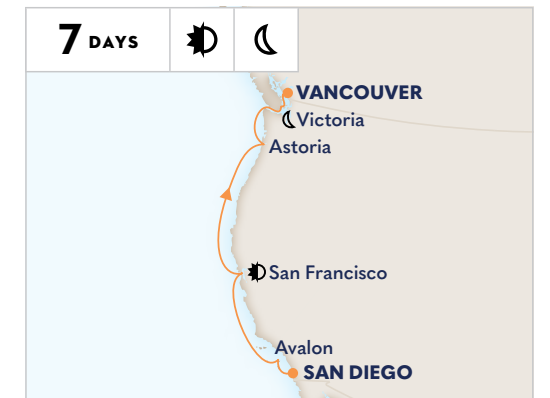 7 DAYS
VANCOUVER
Victoria
Astoria
San Francisco
Avalon
SAN DIEGO